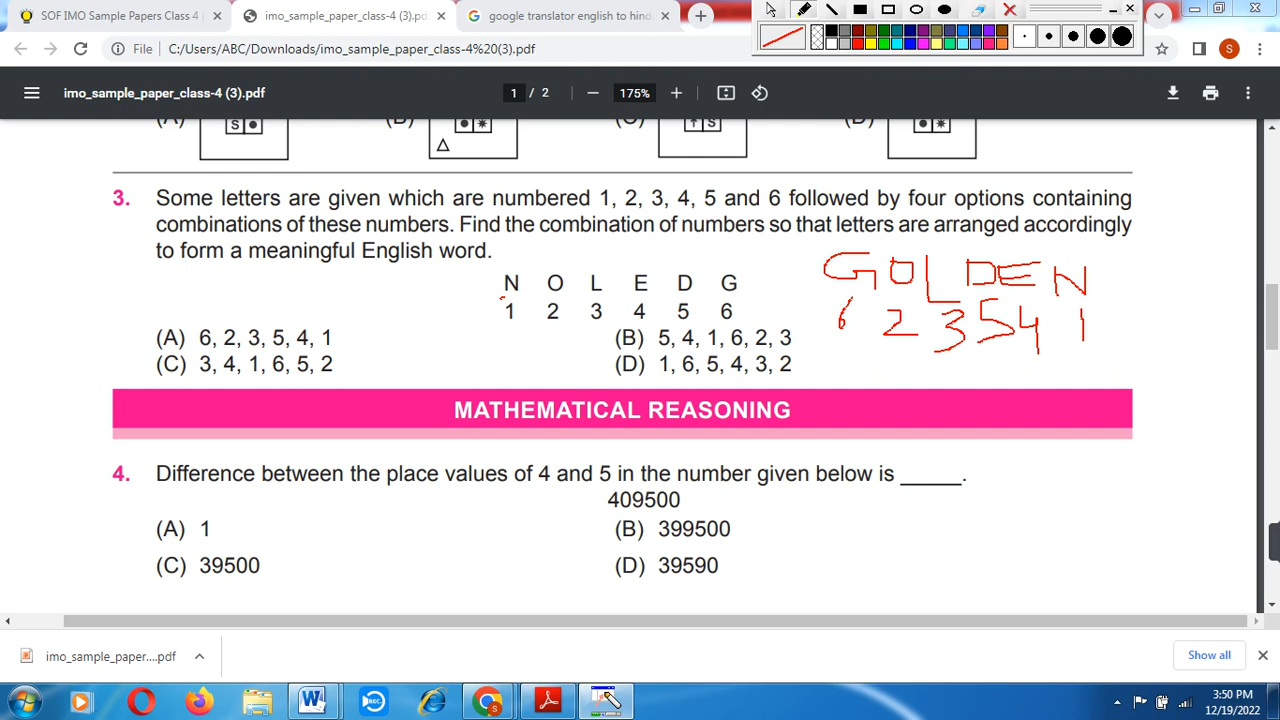 SOF IMO Sample Papers Class 4
imo_sample_paper_class-4 (3).pdf
google translator english to hindi
File
C:/Users/ABC/Downloads/imo_sample_paper_class-4%20(3).pdf
S
imo_sample_paper_class-4 (3).pdf
1 / 2
175%
(A)
S
(B)
(C)
S
(D)
3. Some letters are given which are numbered 1, 2, 3, 4, 5 and 6 followed by four options containing
combinations of these numbers. Find the combination of numbers so that letters are arranged accordingly
to form a meaningful English word.
GOLDEN
N O L E D G
1 2 3 4 5 6
6 2 3 5 4 1
(A) 6, 2, 3, 5, 4, 1
(B) 5, 4, 1, 6, 2, 3
(C) 3, 4, 1, 6, 5, 2
(D) 1, 6, 5, 4, 3, 2
MATHEMATICAL REASONING
4. Difference between the place values of 4 and 5 in the number given below is _____.
409500
(A) 1
(B) 399500
(C) 39500
(D) 39590
imo_sample_paper....pdf
Show all
W
REC
3:50 PM
12/19/2022